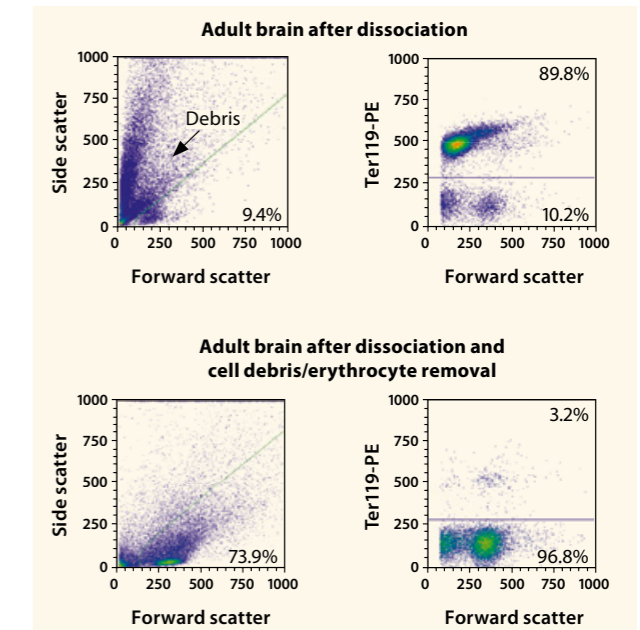 Adult brain after dissociation
1000
750
500
250
0
Side scatter
Debris
9.4%
0 250 500 750 1000
Forward scatter
1000
750
500
250
0
Ter119-PE
89.8%
10.2%
0 250 500 750 1000
Forward scatter
Adult brain after dissociation and
cell debris/erythrocyte removal
1000
750
500
250
0
Side scatter
73.9%
0 250 500 750 1000
Forward scatter
1000
750
500
250
0
Ter119-PE
3.2%
96.8%
0 250 500 750 1000
Forward scatter